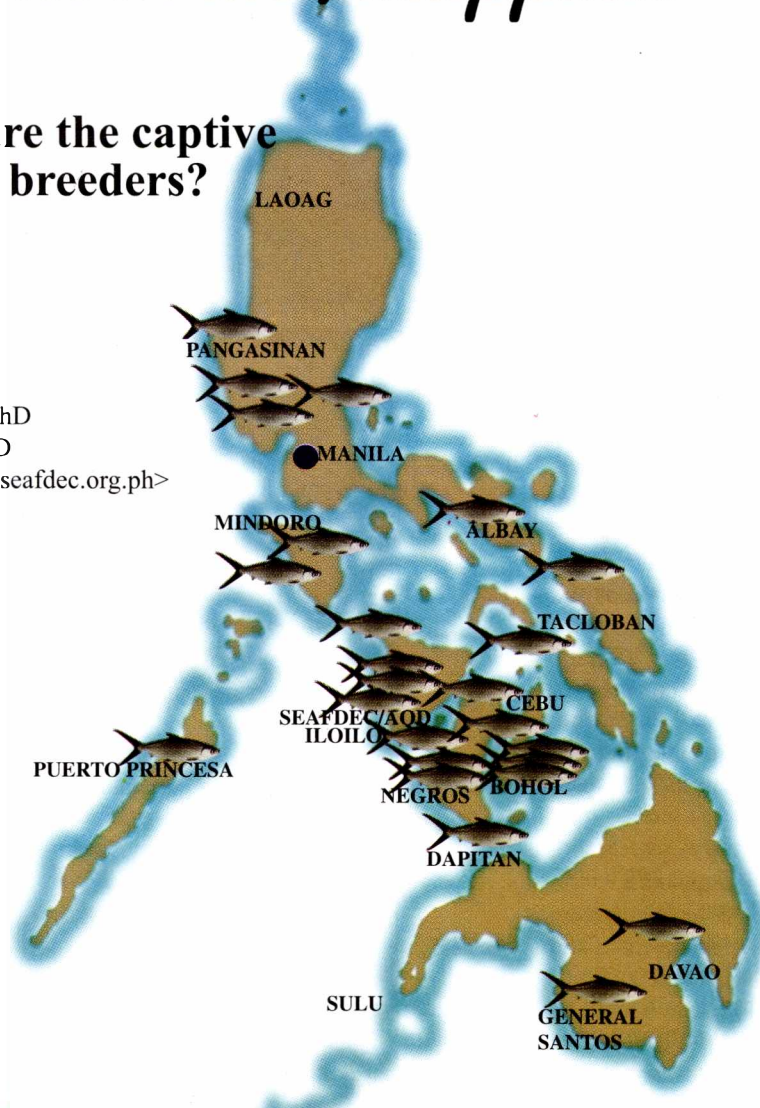 re the captive
breeders?
LAOAG
PANGASINAN
hD
D
MANILA
seafdec.org.ph>
MINDORO
ALBAY
TACLOBAN
CEBU
SEAFDEC/AQD
ILOILO
PUERTO PRINCESA
NEGROS
BOHOL
DAPITAN
DAVAO
SULU
GENERAL
SANTOS